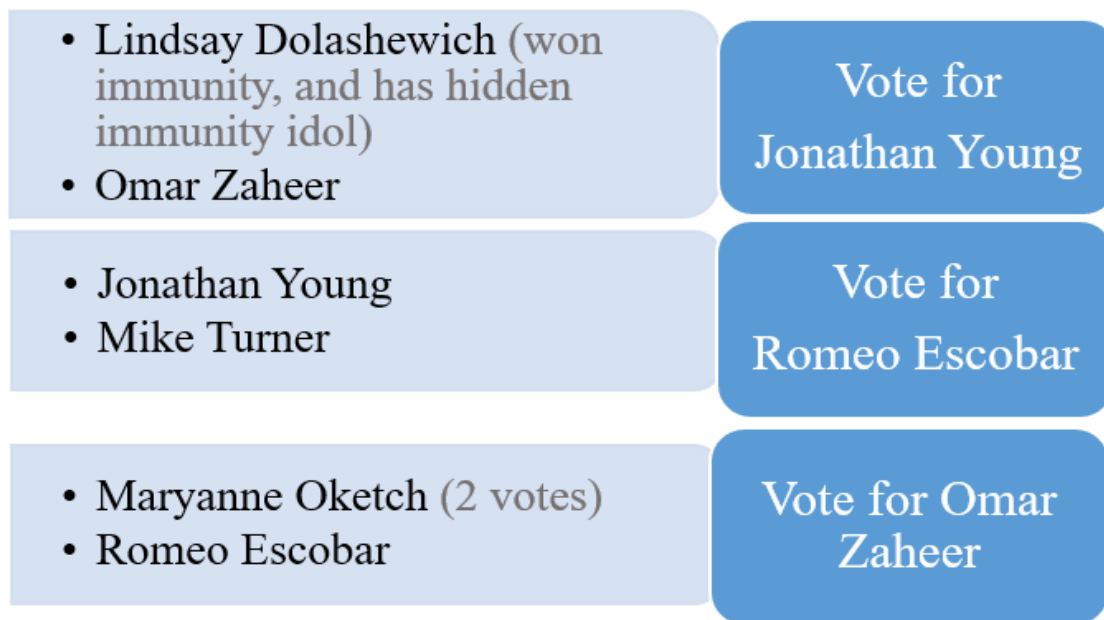 • Lindsay Dolashewich (won
immunity, and has hidden
immunity idol)
• Omar Zaheer
Vote for
Jonathan Young
• Jonathan Young
• Mike Turner
Vote for
Romeo Escobar
• Maryanne Oketch (2 votes)
• Romeo Escobar
Vote for Omar
Zaheer